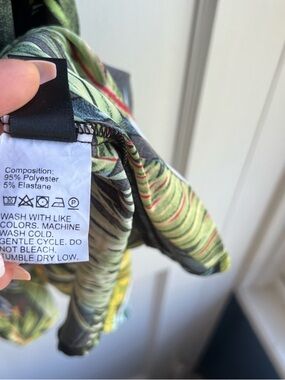 Composition:
95% Polyester
5% Elastane
WASH WITH LIKE
COLORS. MACHINE
WASH COLD.
GENTLE CYCLE. DO
NOT BLEACH.
TUMBLE DRY LOW.